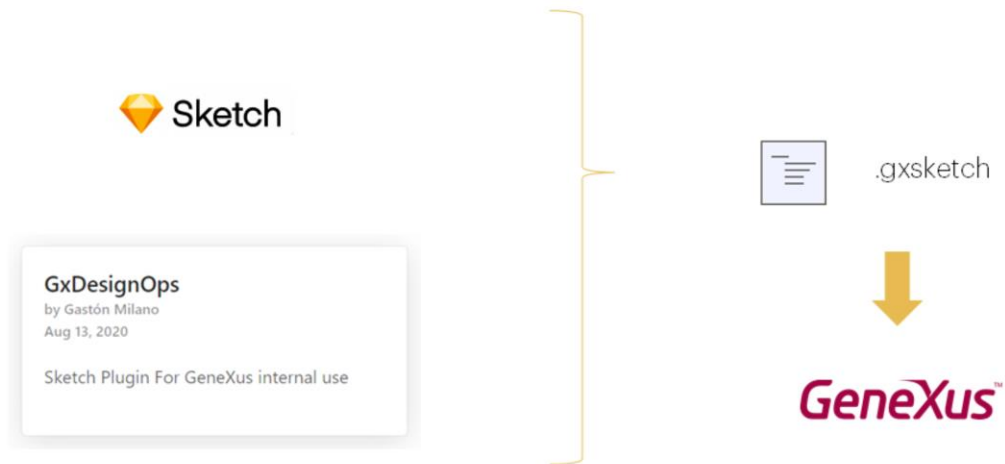 Sketch
GxDesignOps
by Gastón Milano
Aug 13, 2020
Sketch Plugin For GeneXus internal use
.gxsketch
GeneXus™